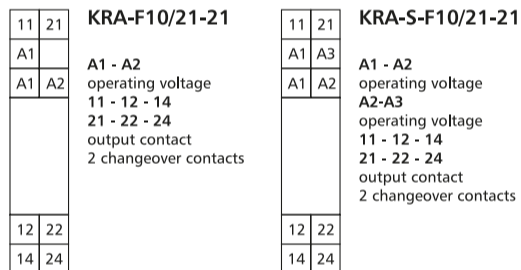 11 21
A1
A1 A2
12 22
14 24
KRA-F10/21-21
A1 - A2
operating voltage
11 - 12 - 14
21 - 22 - 24
output contact
2 changeover contacts
11 21
A1 A3
A1 A2
12 22
14 24
KRA-S-F10/21-21
A1 - A2
operating voltage
A2-A3
operating voltage
11 - 12 - 14
21 - 22 - 24
output contact
2 changeover contacts